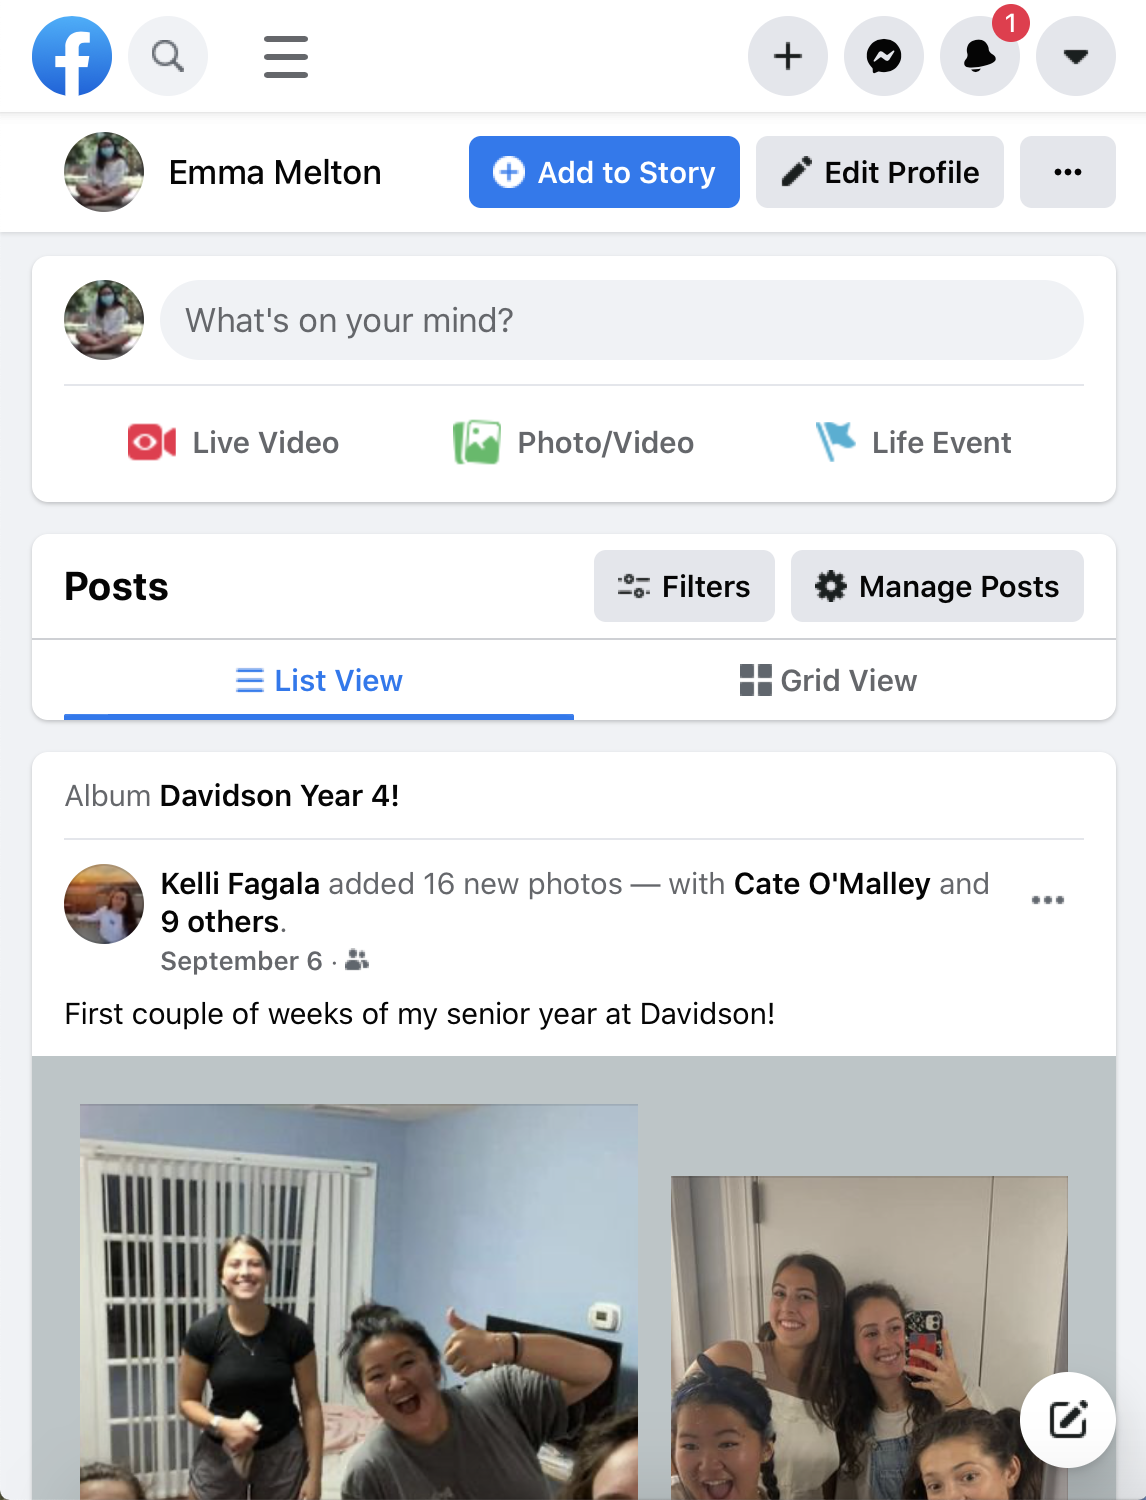 1
Emma Melton
Add to Story
Edit Profile
What's on your mind?
Live Video
Photo/Video
Life Event
Posts
Filters
Manage Posts
List View
Grid View
Album Davidson Year 4!
Kelli Fagala added 16 new photos — with Cate O'Malley and
9 others.
September 6 ·
First couple of weeks of my senior year at Davidson!